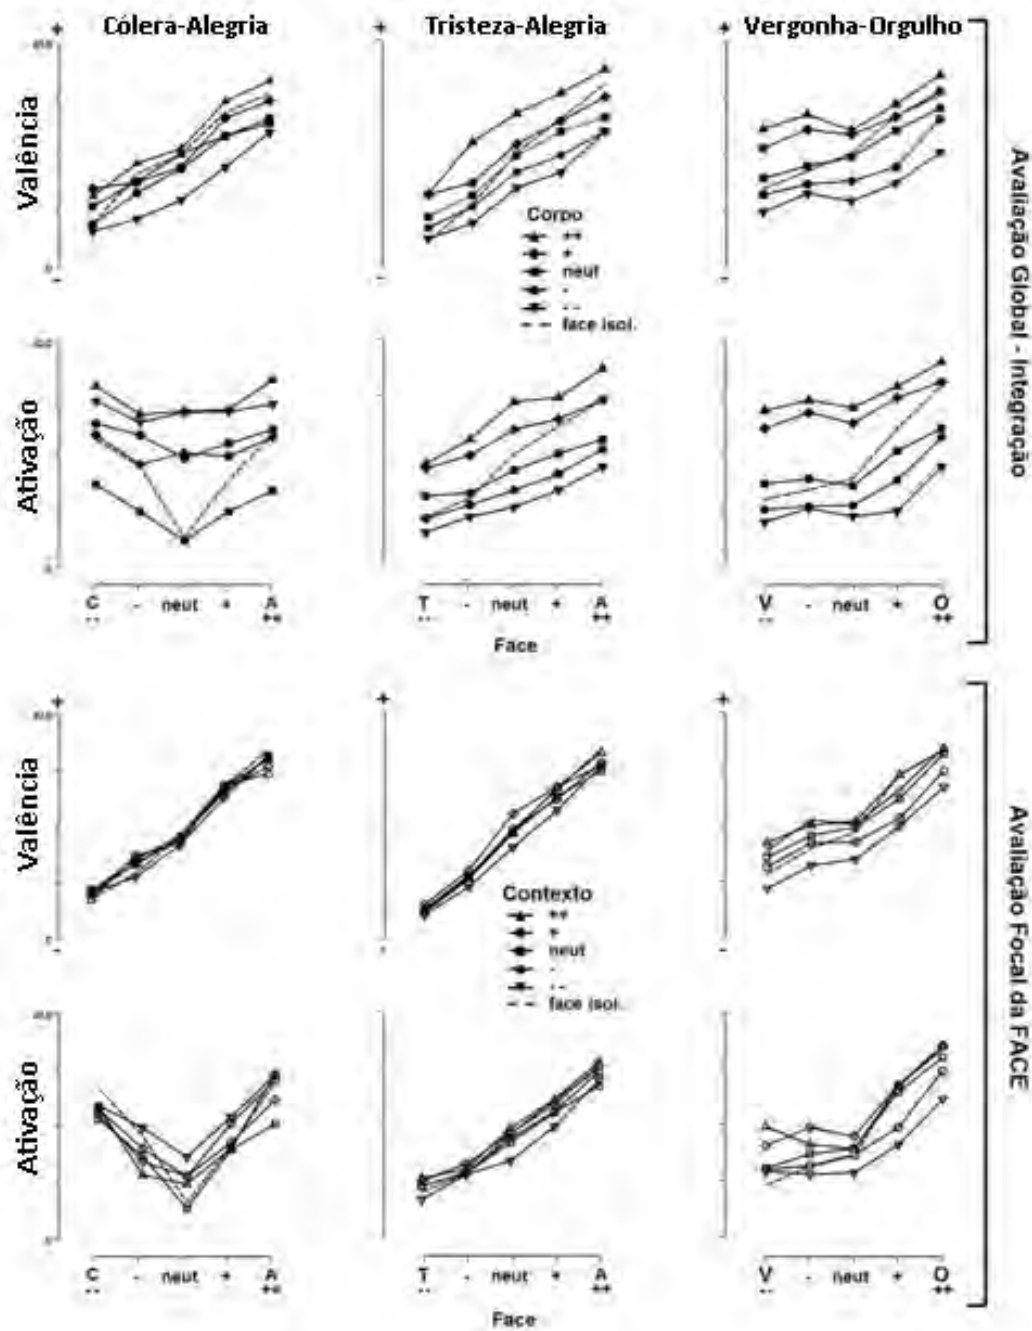 Cólera-Alegria
Tristeza-Alegria
Vergonha-Orgulho
+
+
+
Valência
-
-
-
Corpo
++
+
neut
-
--
face isol.
Ativação
C - neut + A
-- ++
T - neut + A
-- ++
V - neut + O
-- ++
Face
Avaliação Global - Integração
+
+
+
Valência
-
-
-
Contexto
++
+
neut
-
--
face isol.
Ativação
C - neut + A
-- ++
T - neut + A
-- ++
V - neut + O
-- ++
Face
Avaliação Focal da FACE